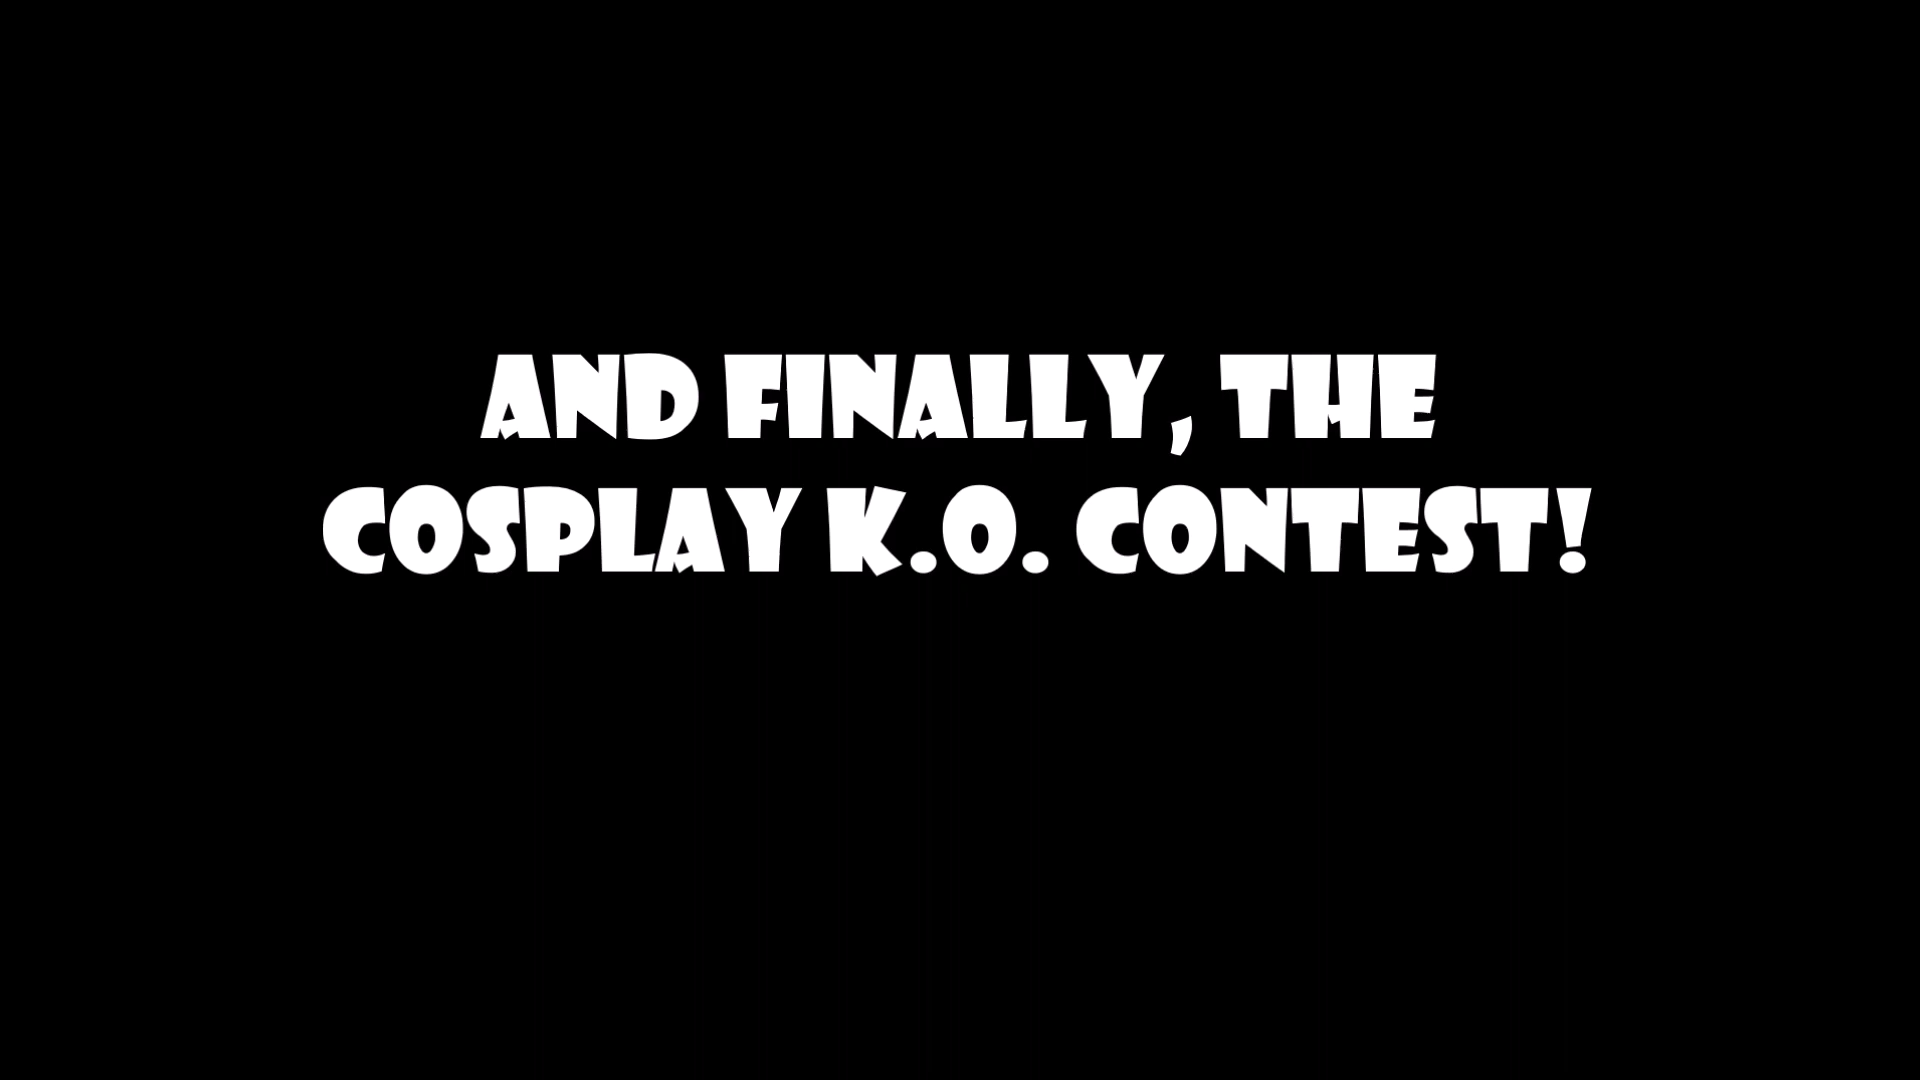 AND FINALLY, THE
COSPLAY K.O. CONTEST!